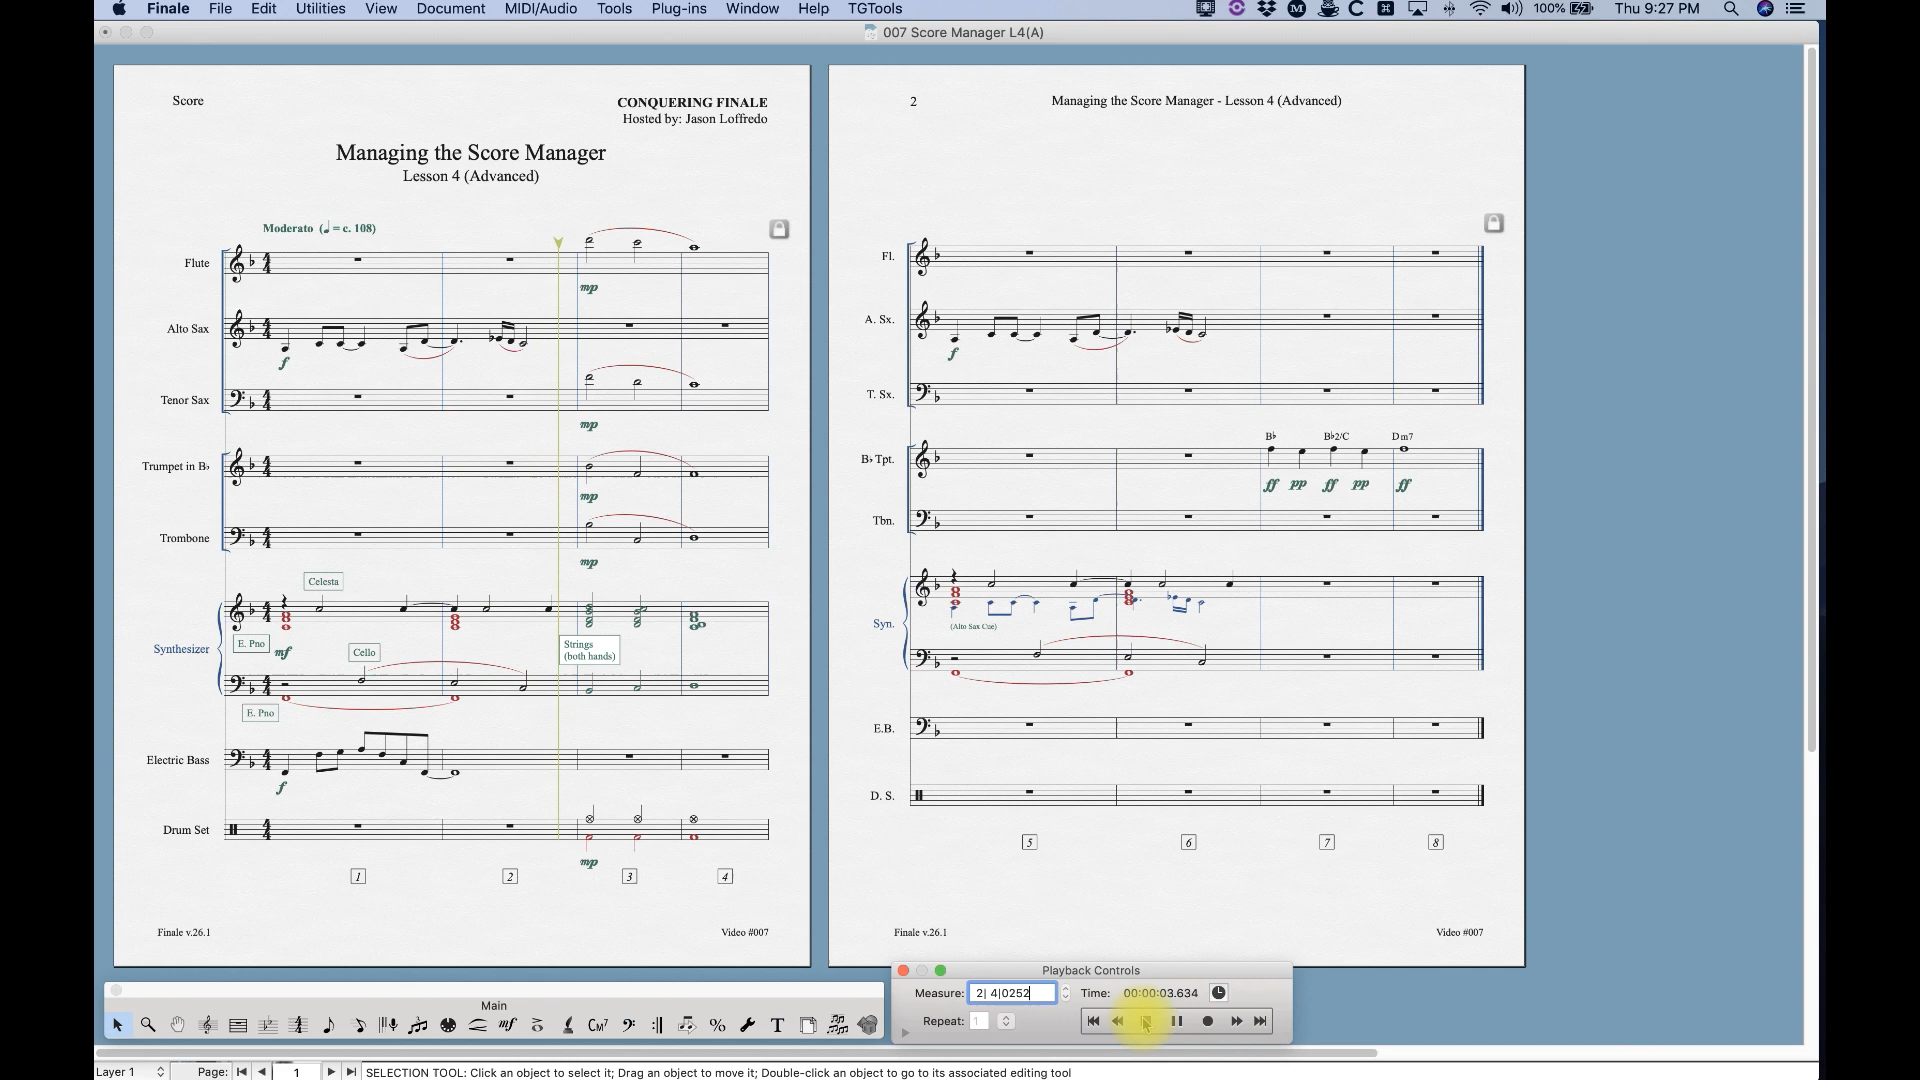 Finale File Edit Utilities View Document MIDI/Audio Tools Plug-ins Window Help TGTools 100% Thu 9:27 PM
007 Score Manager L4(A)
Score
CONQUERING FINALE
Hosted by: Jason Loffredo
Managing the Score Manager
Lesson 4 (Advanced)
Moderato (♩= c. 108)
Flute
mp
Alto Sax
f
Tenor Sax
mp
Trumpet in B♭
mp
Trombone
mp
Celesta
E. Pno
mf
Synthesizer
Cello
Strings
(both hands)
E. Pno
Electric Bass
f
Drum Set
mp
1 2 3 4
Finale v.26.1
Video #007
2
Managing the Score Manager - Lesson 4 (Advanced)
Fl.
A. Sx.
f
T. Sx.
B♭ B♭2/C Dm7
B♭ Tpt.
ff pp ff pp ff
Tbn.
Syn.
(Alto Sax Cue)
E.B.
D. S.
5 6 7 8
Finale v.26.1
Video #007
Main
mf CM7 % T
Playback Controls
Measure: 2| 4|0252 Time: 00:00:03.634
Repeat: 1
Layer 1 Page: 1 SELECTION TOOL: Click an object to select it; Drag an object to move it; Double-click an object to go to its associated editing tool